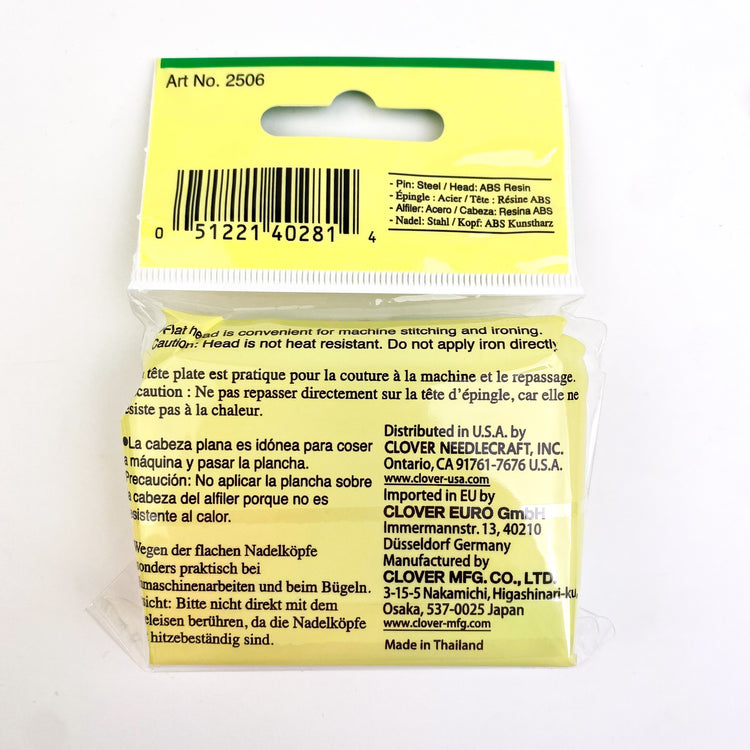 Art No. 2506
0 51221 40281 4
- Pin: Steel / Head: ABS Resin
- Épingle : Acier / Tête : Résine ABS
- Alfiler: Acero / Cabeza: Resina ABS
- Nadel: Stahl / Kopf: ABS Kunstharz
Flat head is convenient for machine stitching and ironing.
Caution: Head is not heat resistant. Do not apply iron directly
tête plate est pratique pour la couture à la machine et le repassage.
caution : Ne pas repasser directement sur la tête d'épingle, car elle ne
siste pas à la chaleur.
●La cabeza plana es idónea para coser
a máquina y pasar la plancha.
Precaución: No aplicar la plancha sobre
a cabeza del alfiler porque no es
esistente al calor.
Wegen der flachen Nadelköpfe
onders praktisch bei
maschinenarbeiten und beim Bügeln.
icht: Bitte nicht direkt mit dem
eleisen berühren, da die Nadelköpfe
hitzebeständig sind.
Distributed in U.S.A. by
CLOVER NEEDLECRAFT, INC.
Ontario, CA 91761-7676 U.S.A.
www.clover-usa.com
Imported in EU by
CLOVER EURO GmbH
Immermannstr. 13, 40210
Düsseldorf Germany
Manufactured by
CLOVER MFG. CO., LTD.
3-15-5 Nakamichi, Higashinari-ku,
Osaka, 537-0025 Japan
www.clover-mfg.com
Made in Thailand